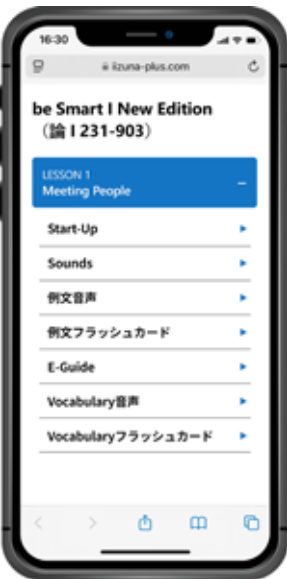 16:30
iizuna-plus.com
be Smart I New Edition
（論 I 231-903）
LESSON 1
Meeting People
Start-Up
Sounds
例文音声
例文フラッシュカード
E-Guide
Vocabulary音声
Vocabularyフラッシュカード